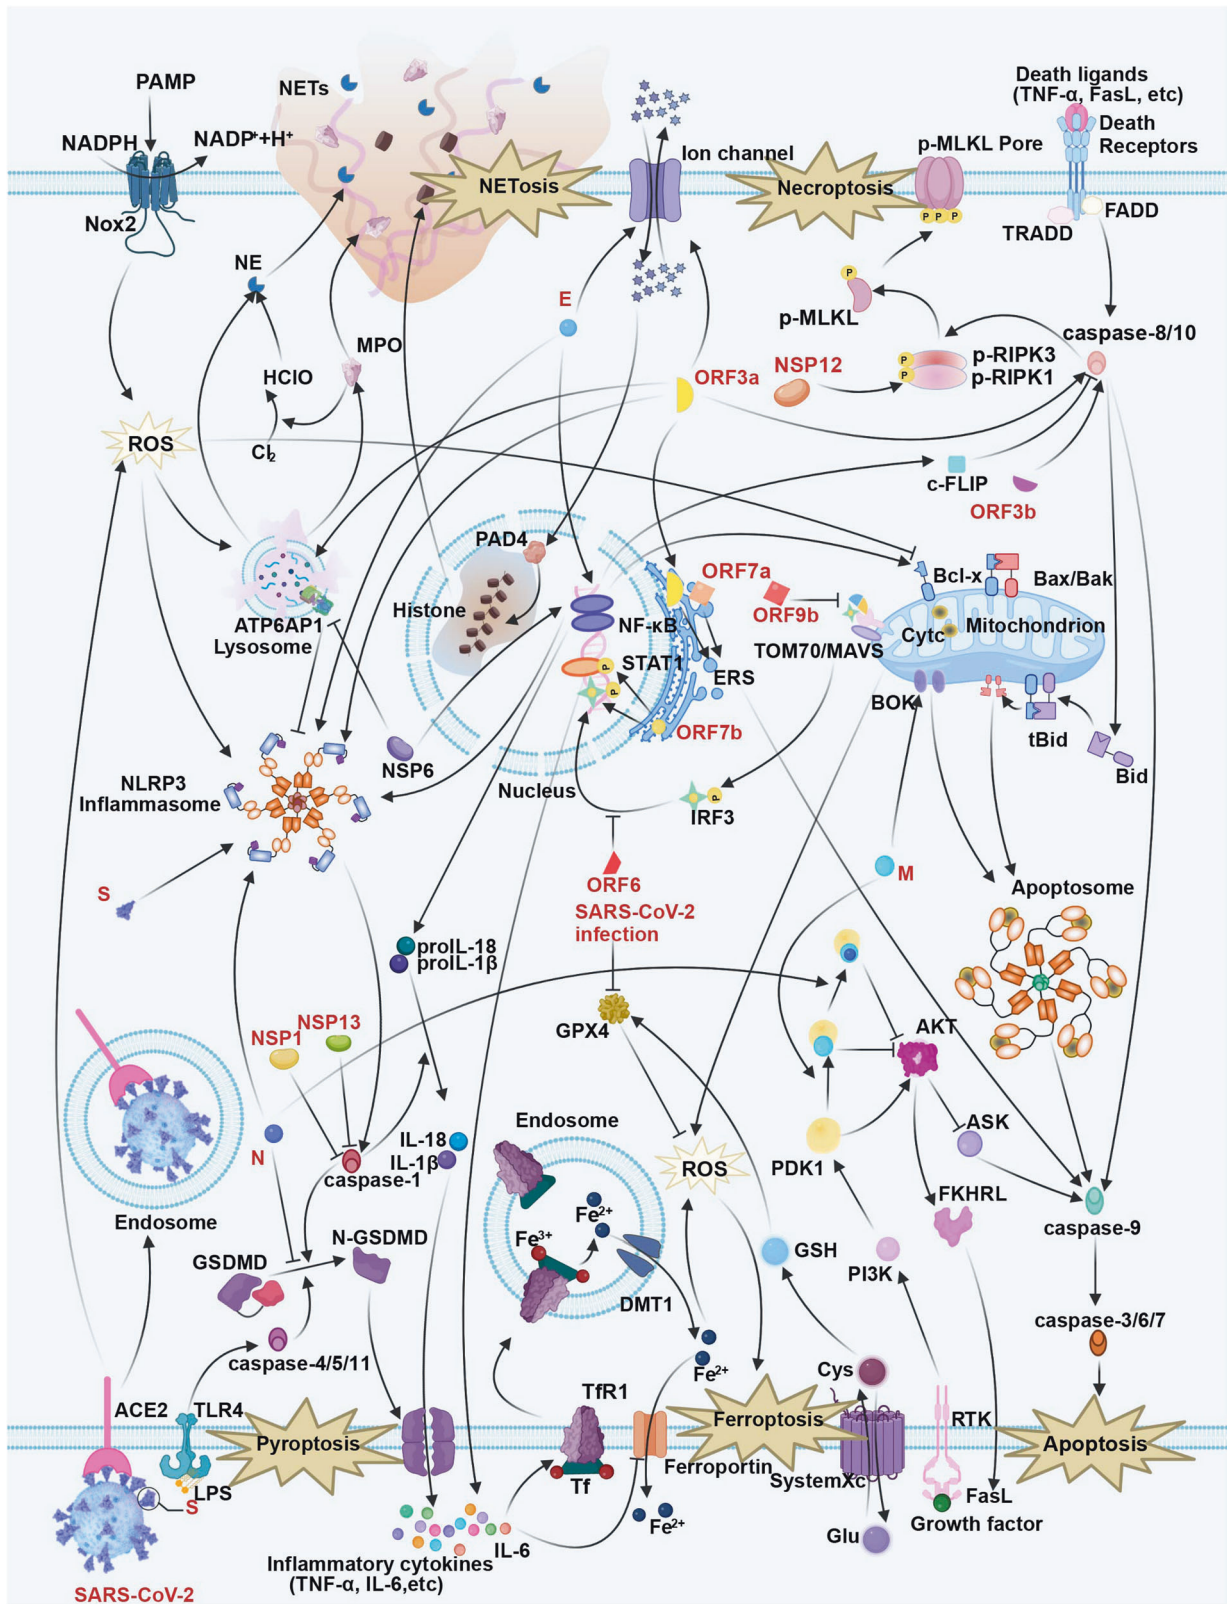 PAMP
NADPH
NADP⁺+H⁺
Nox2
NETs
NETosis
Ion channel
Necroptosis
p-MLKL Pore
P P P
Death ligands
(TNF-α, FasL, etc)
Death
Receptors
FADD
TRADD
NE
E
P
p-MLKL
caspase-8/10
MPO
HClO
Cl₂
ORF3a
NSP12
P
P
p-RIPK3
p-RIPK1
ROS
c-FLIP
ORF3b
PAD4
Histone
ATP6AP1
Lysosome
NF-κB
STAT1
P
P
ORF7a
ORF9b
ERS
ORF7b
TOM70/MAVS
Bcl-x
Bax/Bak
Cytc
Mitochondrion
BOK
tBid
Bid
NSP6
Nucleus
NLRP3
Inflammasome
P
IRF3
S
ORF6
SARS-CoV-2
infection
M
Apoptosome
proIL-18
proIL-1β
NSP1
NSP13
GPX4
AKT
N
IL-18
IL-1β
caspase-1
Endosome
ROS
PDK1
ASK
FKHRL
caspase-9
Endosome
Fe²⁺
Fe³⁺
DMT1
GSH
PI3K
GSDMD
N-GSDMD
caspase-4/5/11
Fe²⁺
caspase-3/6/7
Cys
ACE2
TLR4
Pyroptosis
TfR1
Ferroptosis
RTK
Apoptosis
LPS
S
Tf
Ferroportin
SystemXc
FasL
Growth factor
Fe²⁺
Glu
IL-6
Inflammatory cytokines
(TNF-α, IL-6,etc)
SARS-CoV-2